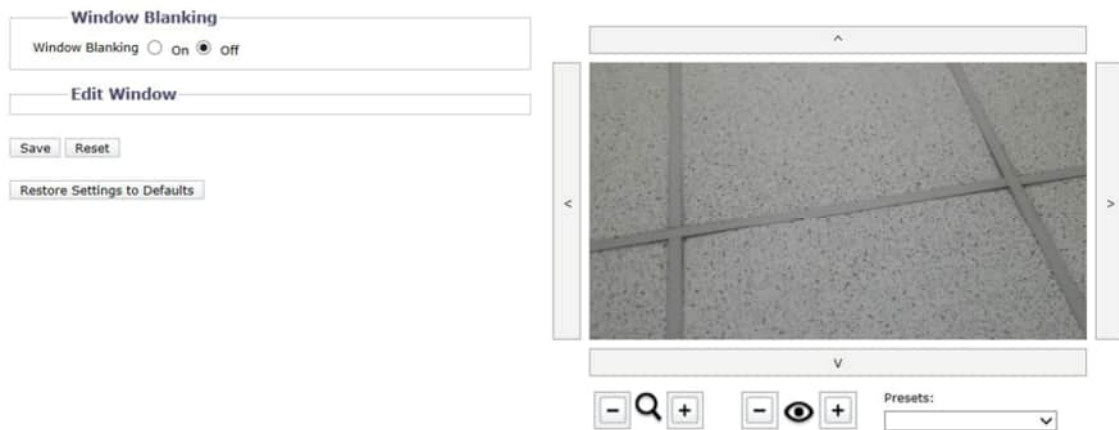 Window Blanking
Window Blanking On Off
Edit Window
Save Reset
Restore Settings to Defaults
^
<
>
v
- +
- +
Presets: